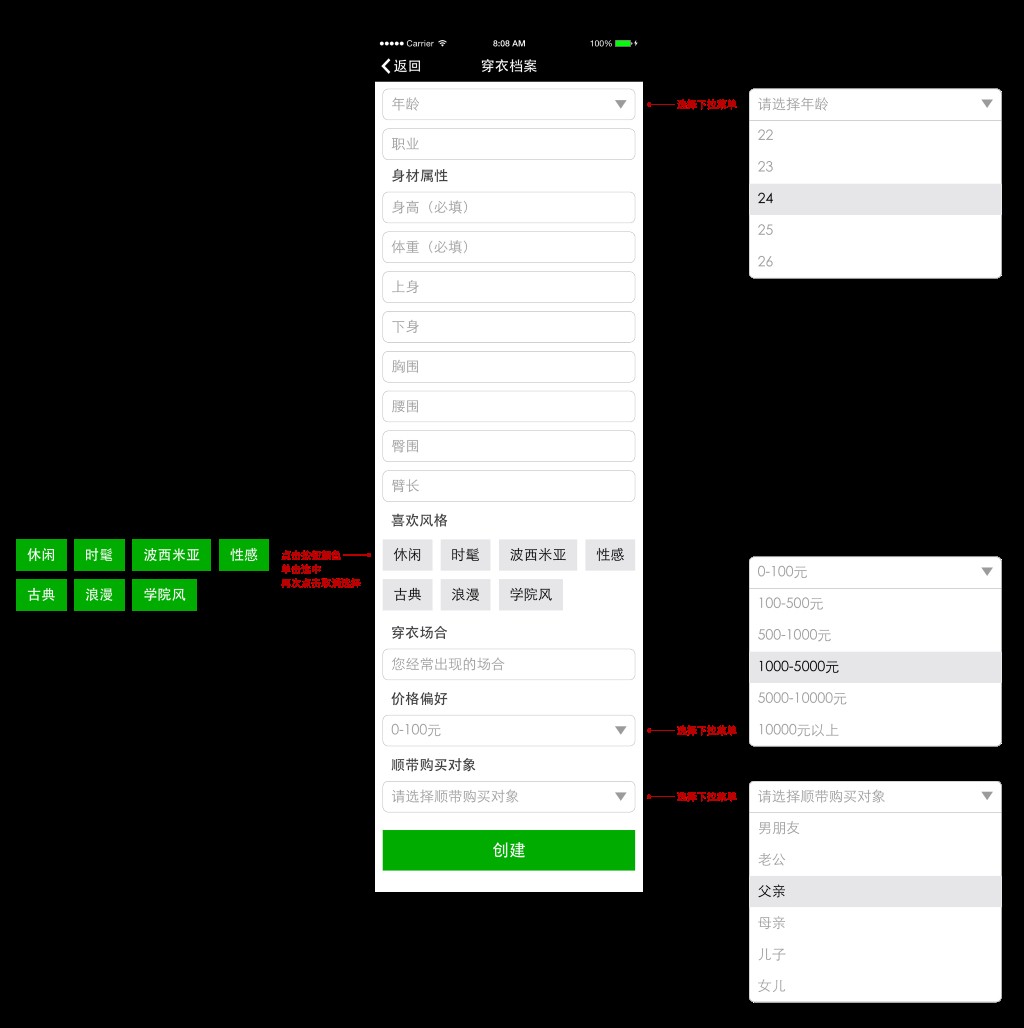 Carrier
8:08 AM
100%
返回
穿衣档案
年龄
职业
身材属性
身高（必填）
体重（必填）
上身
下身
胸围
腰围
臀围
臂长
喜欢风格
休闲 时髦 波西米亚 性感
古典 浪漫 学院风
穿衣场合
您经常出现的场合
价格偏好
0-100元
顺带购买对象
请选择顺带购买对象
创建
休闲 时髦 波西米亚 性感
古典 浪漫 学院风
点击按钮颜色
单击选中
再次点击取消选择
选择下拉菜单
请选择年龄
22
23
24
25
26
选择下拉菜单
0-100元
100-500元
500-1000元
1000-5000元
5000-10000元
10000元以上
选择下拉菜单
请选择顺带购买对象
男朋友
老公
父亲
母亲
儿子
女儿